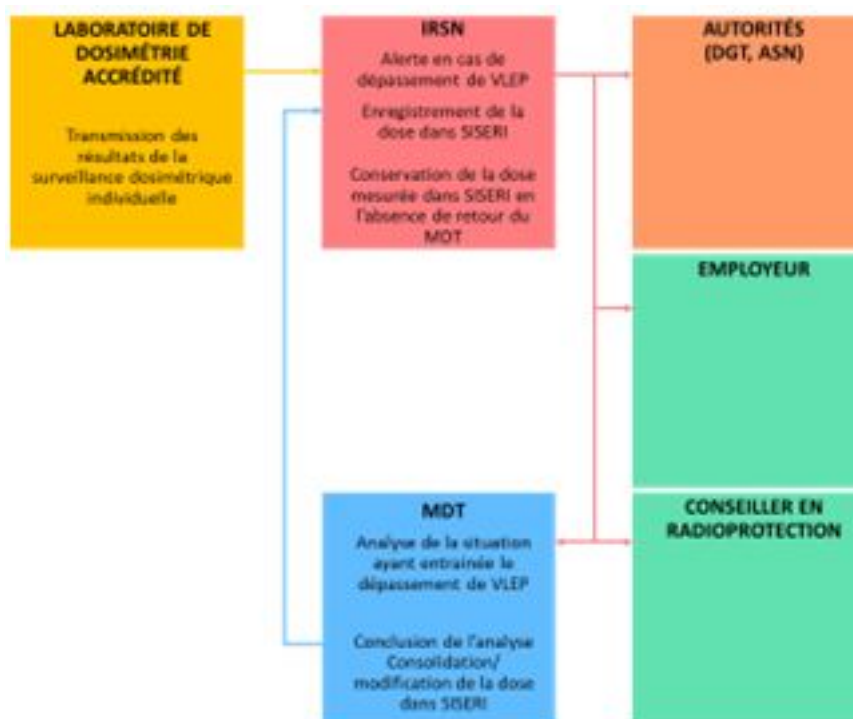 LABORATOIRE DE
DOSIMÉTRIE
ACCRÉDITÉ
Transmission des
résultats de la
surveillance dosimétrique
individuelle
IRSN
Alerte en cas de
dépassement de VLEP
Enregistrement de la
dose dans SISERI
Conservation de la dose
mesurée dans SISERI en
l'absence de retour du
MDT
AUTORITÉS
(DGT, ASN)
EMPLOYEUR
MDT
Analyse de la situation
ayant entrainée le
dépassement de VLEP
Conclusion de l'analyse
Consolidation/
modification de la dose
dans SISERI
CONSEILLER EN
RADIOPROTECTION